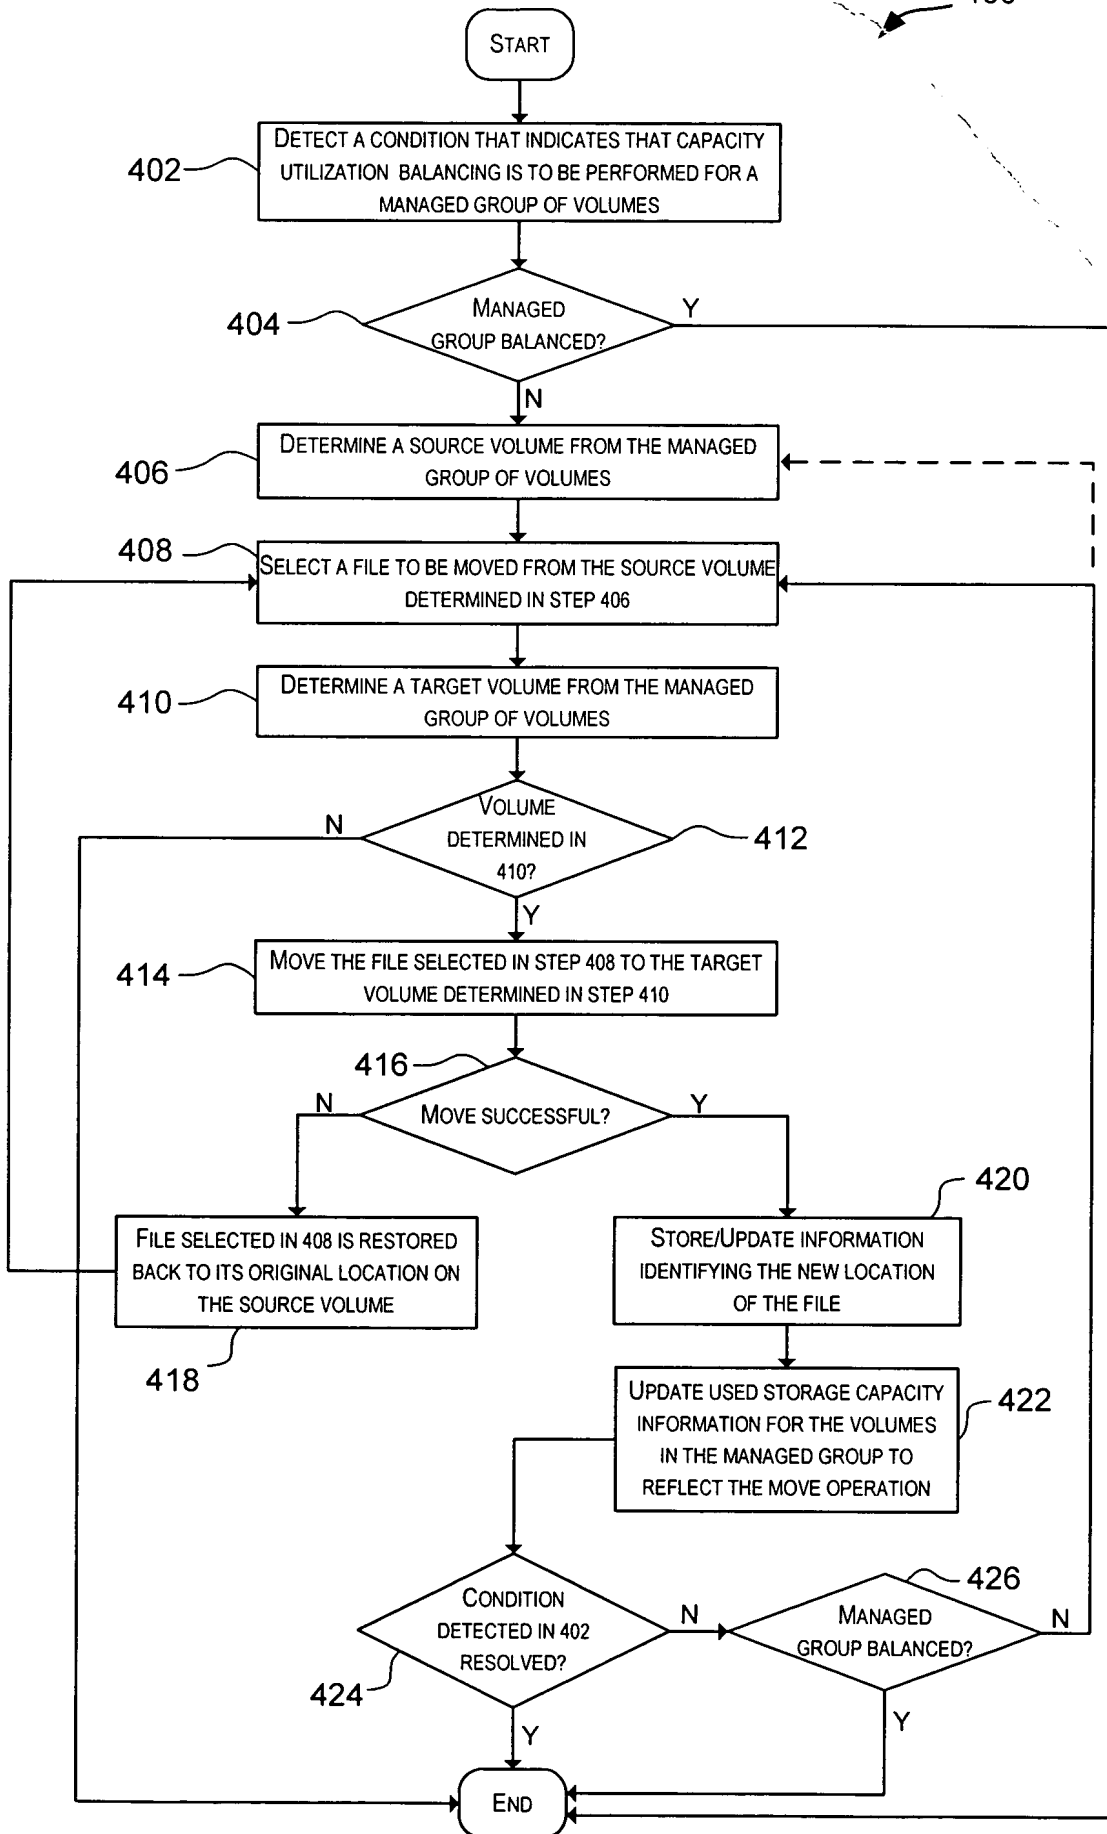 START
DETECT A CONDITION THAT INDICATES THAT CAPACITY
UTILIZATION BALANCING IS TO BE PERFORMED FOR A
MANAGED GROUP OF VOLUMES
402
MANAGED
GROUP BALANCED?
404
Y
N
DETERMINE A SOURCE VOLUME FROM THE MANAGED
GROUP OF VOLUMES
406
408
SELECT A FILE TO BE MOVED FROM THE SOURCE VOLUME
DETERMINED IN STEP 406
DETERMINE A TARGET VOLUME FROM THE MANAGED
GROUP OF VOLUMES
410
N
VOLUME
DETERMINED IN
410?
412
Y
MOVE THE FILE SELECTED IN STEP 408 TO THE TARGET
VOLUME DETERMINED IN STEP 410
414
416
N
MOVE SUCCESSFUL?
Y
420
FILE SELECTED IN 408 IS RESTORED
BACK TO ITS ORIGINAL LOCATION ON
THE SOURCE VOLUME
418
STORE/UPDATE INFORMATION
IDENTIFYING THE NEW LOCATION
OF THE FILE
UPDATE USED STORAGE CAPACITY
INFORMATION FOR THE VOLUMES
IN THE MANAGED GROUP TO
REFLECT THE MOVE OPERATION
422
CONDITION
DETECTED IN 402
RESOLVED?
424
N
426
MANAGED
GROUP BALANCED?
N
Y
Y
END